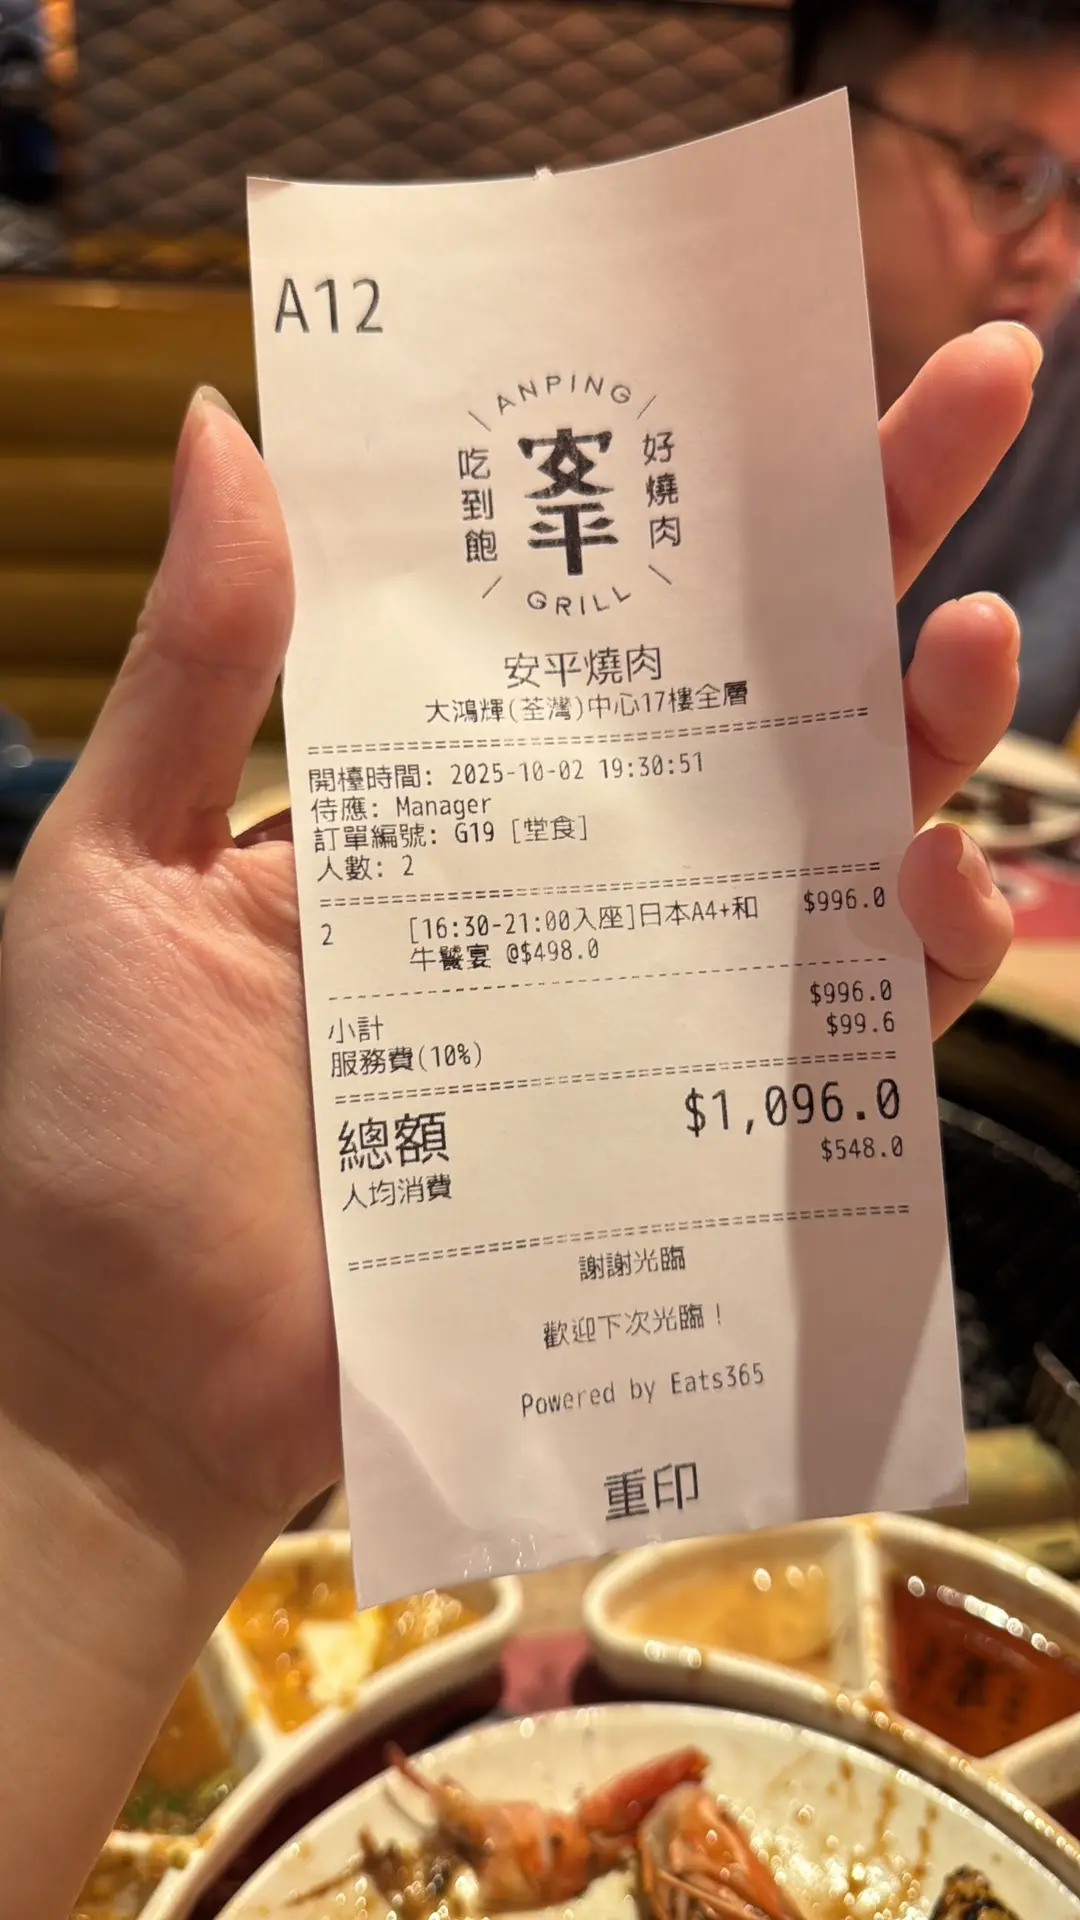 A12
ANPING
吃到飽
安平
好燒肉
GRILL
安平燒肉
大鴻輝(荃灣)中心17樓全層
開檯時間: 2025-10-02 19:30:51
侍應: Manager
訂單編號: G19 [堂食]
人數: 2
2 [16:30-21:00入座]日本A4+和 $996.0
牛饗宴 @$498.0
小計 $996.0
服務費(10%) $99.6
總額 $1,096.0
人均消費 $548.0
謝謝光臨
歡迎下次光臨！
Powered by Eats365
重印